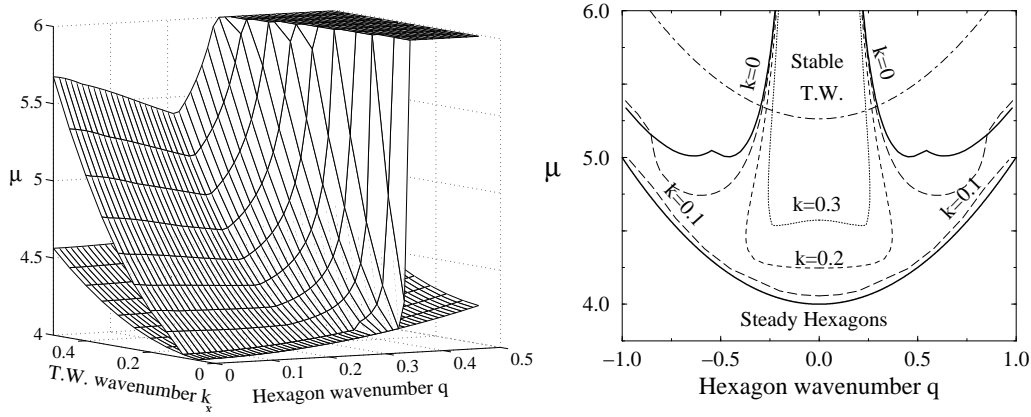 6
5.5
5
4.5
4
μ
0.4
0.2
0
T.W. wavenumber kx
0
0.1
0.2
0.3
0.4
0.5
Hexagon wavenumber q
6.0
5.0
4.0
μ
k=0
k=0
Stable
T.W.
k=0.1
k=0.1
k=0.3
k=0.2
Steady Hexagons
−1.0
−0.5
0.0
0.5
1.0
Hexagon wavenumber q